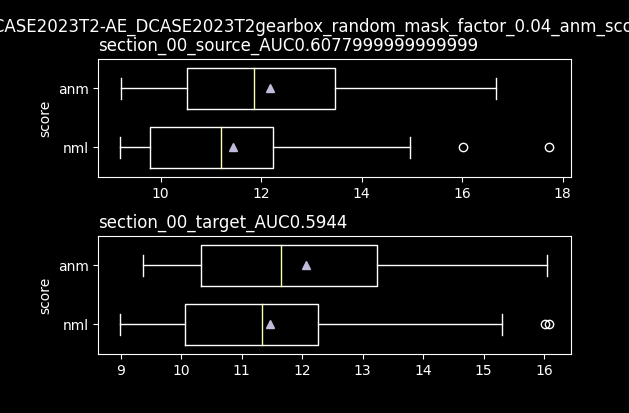 CASE2023T2-AE_DCASE2023T2gearbox_random_mask_factor_0.04_anm_sco
section_00_source_AUC0.6077999999999999
anm
score
nml
10 12 14 16 18
section_00_target_AUC0.5944
anm
score
nml
9 10 11 12 13 14 15 16